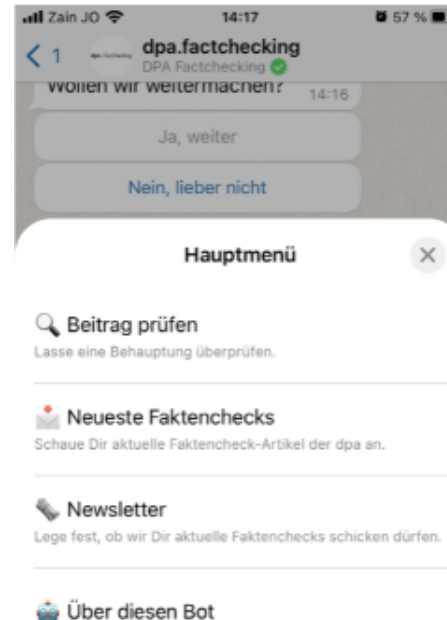 Zain JO
14:17
57 %
1
dpa.factchecking
DPA Factchecking
Wollen wir weitermachen?
14:16
Ja, weiter
Nein, lieber nicht
Hauptmenü
Beitrag prüfen
Lasse eine Behauptung überprüfen.
Neueste Faktenchecks
Schaue Dir aktuelle Faktencheck-Artikel der dpa an.
Newsletter
Lege fest, ob wir Dir aktuelle Faktenchecks schicken dürfen.
Über diesen Bot